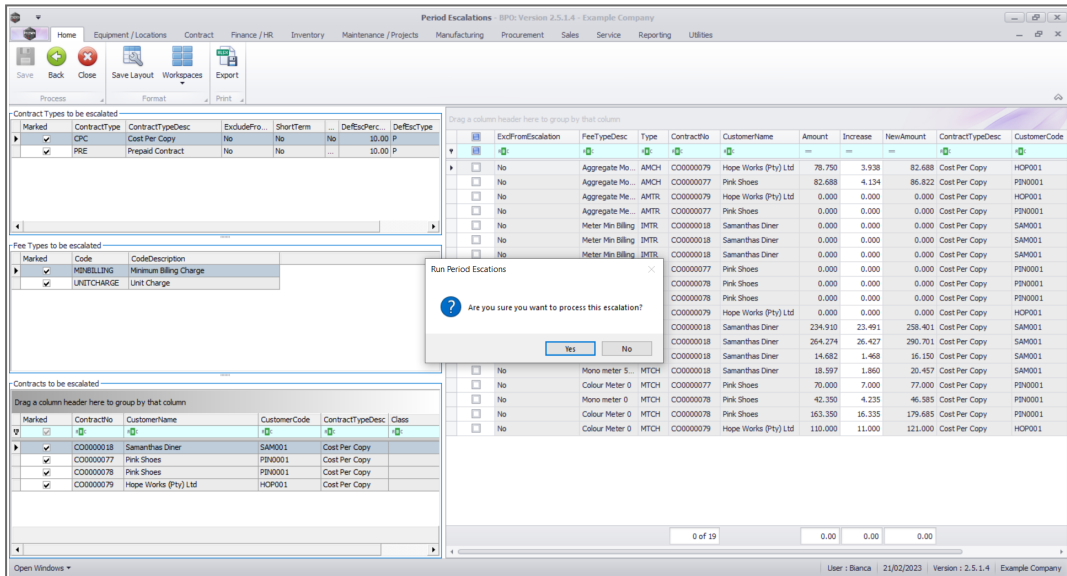 Period Escalations - BPO: Version 2.5.1.4 - Example Company
Home Equipment / Locations Contract Finance / HR Inventory Maintenance / Projects Manufacturing Procurement Sales Service Reporting Utilities
Save Back Close Save Layout Workspaces Export
Process Format Print
Contract Types to be escalated
Marked ContractType ContractTypeDesc ExcludeFro... ShortTerm ... DefEscPerc... DefEscType
CPC Cost Per Copy No No No 10.00 P
PRE Prepaid Contract No No ... 10.00 P
Fee Types to be escalated
Marked Code CodeDescription
MINBILLING Minimum Billing Charge
UNITCHARGE Unit Charge
Contracts to be escalated
Drag a column header here to group by that column
Marked ContractNo CustomerName CustomerCode ContractTypeDesc Class
CO0000018 Samanthas Diner SAM001 Cost Per Copy
CO0000077 Pink Shoes PIN0001 Cost Per Copy
CO0000078 Pink Shoes PIN0001 Cost Per Copy
CO0000079 Hope Works (Pty) Ltd HOP001 Cost Per Copy
Drag a column header here to group by that column
ExclFromEscalation FeeTypeDesc Type ContractNo CustomerName Amount Increase NewAmount ContractTypeDesc CustomerCode
No Aggregate Mo... AMCH CO0000079 Hope Works (Pty) Ltd 78.750 3.938 82.688 Cost Per Copy HOP001
No Aggregate Mo... AMCH CO0000077 Pink Shoes 82.688 4.134 86.822 Cost Per Copy PIN0001
No Aggregate Me... AMTR CO0000079 Hope Works (Pty) Ltd 0.000 0.000 0.000 Cost Per Copy HOP001
No Aggregate Me... AMTR CO0000077 Pink Shoes 0.000 0.000 0.000 Cost Per Copy PIN0001
No Meter Min Billing IMTR CO0000018 Samanthas Diner 0.000 0.000 0.000 Cost Per Copy SAM001
No Meter Min Billing IMTR CO0000018 Samanthas Diner 0.000 0.000 0.000 Cost Per Copy SAM001
No Meter Min Billing IMTR CO0000018 Samanthas Diner 0.000 0.000 0.000 Cost Per Copy SAM001
CO0000077 Pink Shoes 0.000 0.000 0.000 Cost Per Copy PIN0001
CO0000078 Pink Shoes 0.000 0.000 0.000 Cost Per Copy PIN0001
CO0000078 Pink Shoes 0.000 0.000 0.000 Cost Per Copy PIN0001
CO0000079 Hope Works (Pty) Ltd 0.000 0.000 0.000 Cost Per Copy HOP001
CO0000018 Samanthas Diner 234.910 23.491 258.401 Cost Per Copy SAM001
CO0000018 Samanthas Diner 264.274 26.427 290.701 Cost Per Copy SAM001
CO0000018 Samanthas Diner 14.682 1.468 16.150 Cost Per Copy SAM001
No Mono meter 5... MTCH CO0000018 Samanthas Diner 18.597 1.860 20.457 Cost Per Copy SAM001
No Colour Meter 0 MTCH CO0000077 Pink Shoes 70.000 7.000 77.000 Cost Per Copy PIN0001
No Mono meter 0 MTCH CO0000078 Pink Shoes 42.350 4.235 46.585 Cost Per Copy PIN0001
No Colour Meter 0 MTCH CO0000078 Pink Shoes 163.350 16.335 179.685 Cost Per Copy PIN0001
No Colour Meter 0 MTCH CO0000079 Hope Works (Pty) Ltd 110.000 11.000 121.000 Cost Per Copy HOP001
0 of 19 0.00 0.00 0.00
Run Period Escations
Are you sure you want to process this escalation?
Yes No
Open Windows User : Bianca 21/02/2023 Version : 2.5.1.4 Example Company